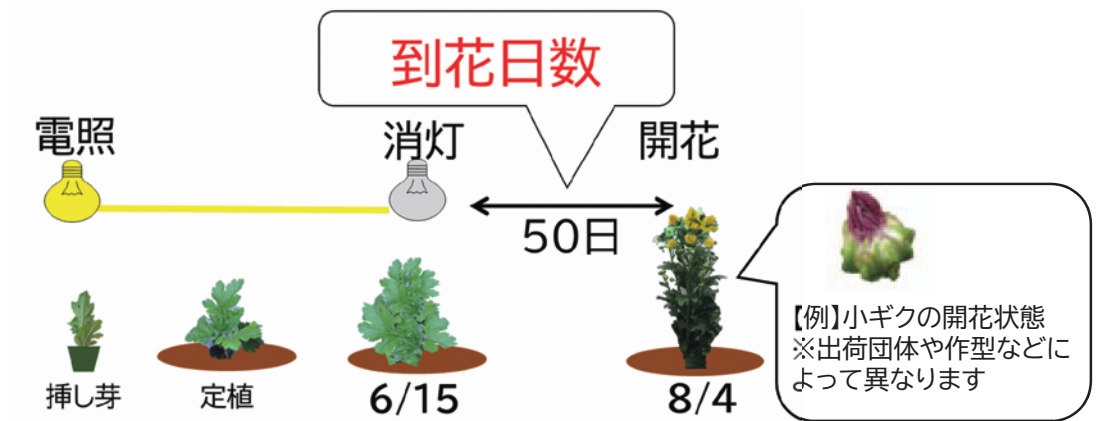 到花日数
電照
消灯
開花
50日
【例】小ギクの開花状態
※出荷団体や作型などに
よって異なります
挿し芽
定植
6/15
8/4